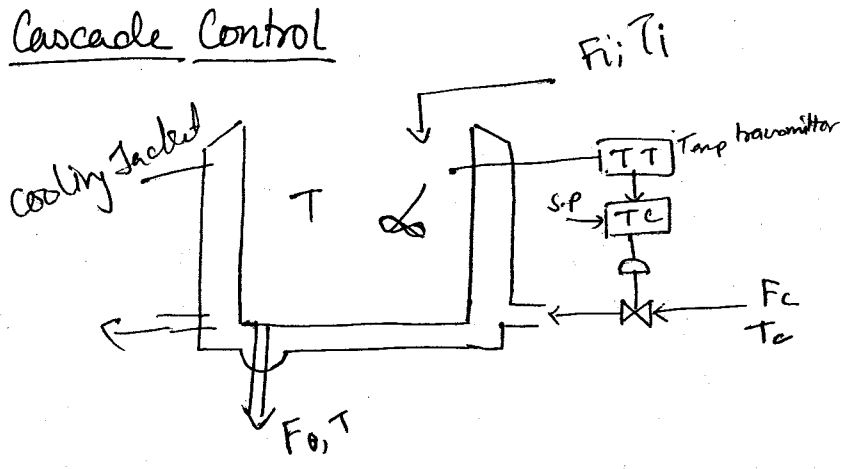 Cascade Control
Fi, Ti
Cooling Jacket
T
TT
Temp transmitter
S.P
TC
Fc
Tc
Fo, T